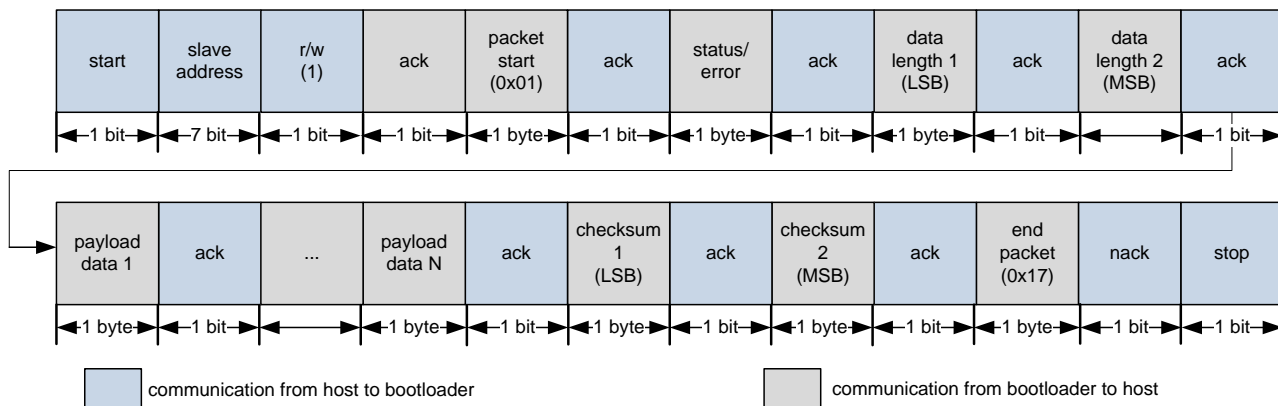 start
slave
address
r/w
(1)
ack
packet
start
(0x01)
ack
status/
error
ack
data
length 1
(LSB)
ack
data
length 2
(MSB)
ack
1 bit
7 bit
1 bit
1 bit
1 byte
1 bit
1 byte
1 bit
1 byte
1 bit
1 bit
payload
data 1
ack
...
payload
data N
ack
checksum
1
(LSB)
ack
checksum
2
(MSB)
ack
end
packet
(0x17)
nack
stop
1 byte
1 bit
1 byte
1 bit
1 byte
1 bit
1 byte
1 bit
1 byte
1 bit
1 bit
communication from host to bootloader
communication from bootloader to host